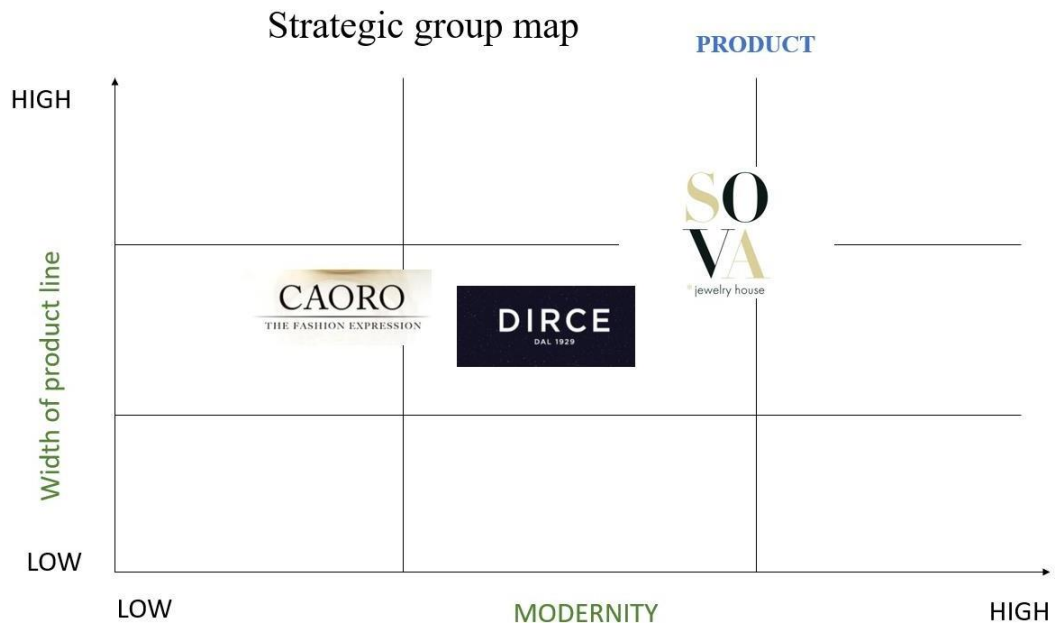 Strategic group map
PRODUCT
HIGH
SO
VA
jewelry house
CAORO
THE FASHION EXPRESSION
DIRCE
DAL 1929
Width of product line
LOW
LOW
MODERNITY
HIGH